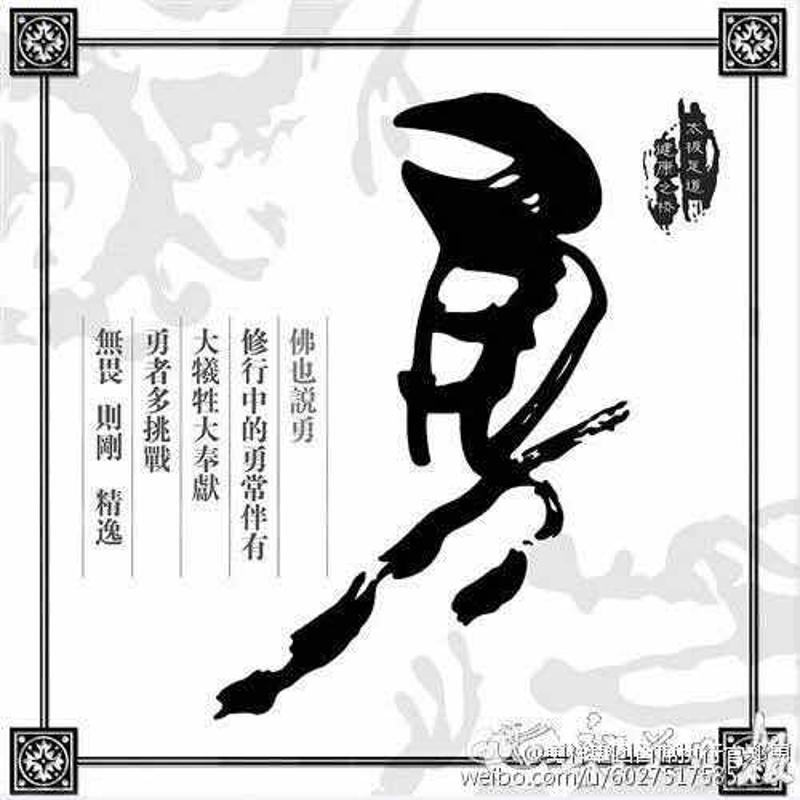 太極是道
健康之橋
勇
佛也説勇
修行中的勇常伴有
大犧牲大奉獻
勇者多挑戰
無畏 則剛 精逸